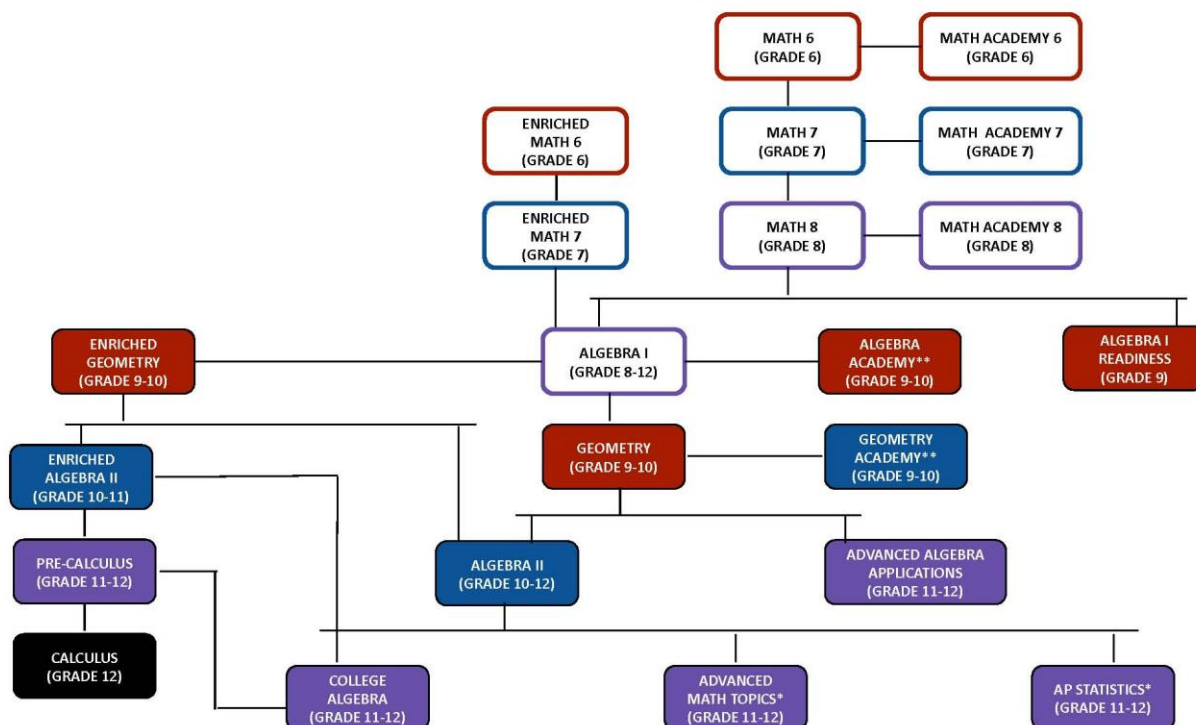 MATH 6
(GRADE 6)
MATH ACADEMY 6
(GRADE 6)
ENRICHED
MATH 6
(GRADE 6)
MATH 7
(GRADE 7)
MATH ACADEMY 7
(GRADE 7)
ENRICHED
MATH 7
(GRADE 7)
MATH 8
(GRADE 8)
MATH ACADEMY 8
(GRADE 8)
ENRICHED
GEOMETRY
(GRADE 9-10)
ALGEBRA I
(GRADE 8-12)
ALGEBRA
ACADEMY**
(GRADE 9-10)
ALGEBRA I
READINESS
(GRADE 9)
ENRICHED
ALGEBRA II
(GRADE 10-11)
GEOMETRY
(GRADE 9-10)
GEOMETRY
ACADEMY**
(GRADE 9-10)
PRE-CALCULUS
(GRADE 11-12)
ALGEBRA II
(GRADE 10-12)
ADVANCED ALGEBRA
APPLICATIONS
(GRADE 11-12)
CALCULUS
(GRADE 12)
COLLEGE
ALGEBRA
(GRADE 11-12)
ADVANCED
MATH TOPICS*
(GRADE 11-12)
AP STATISTICS*
(GRADE 11-12)